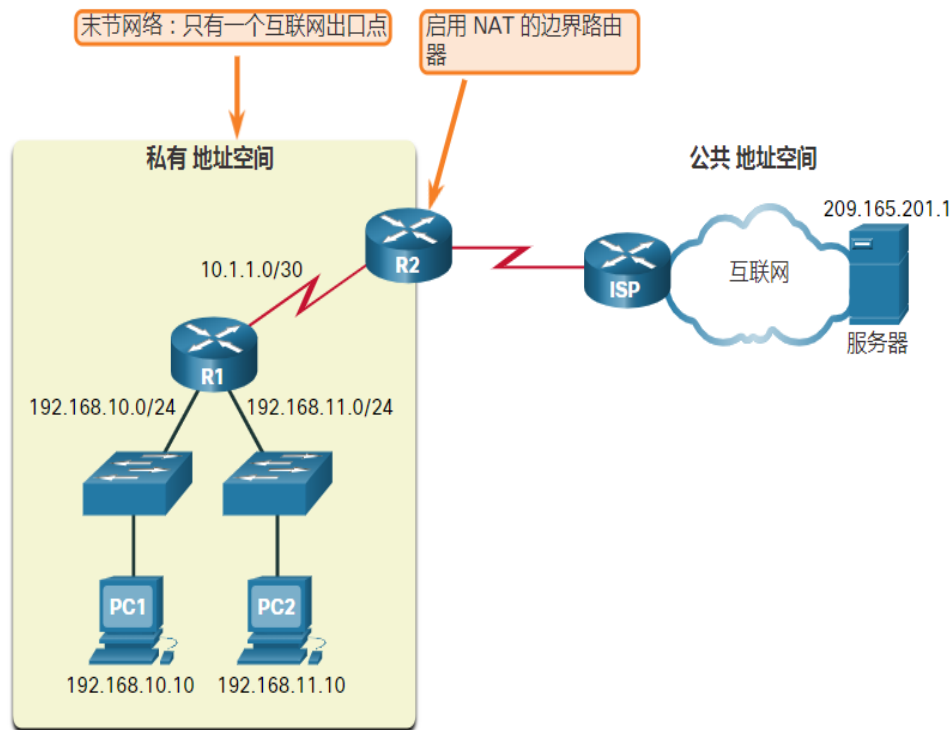 末节网络：只有一个互联网出口点
启用 NAT 的边界路由
器
私有 地址空间
公共 地址空间
209.165.201.1
R2
10.1.1.0/30
ISP
互联网
服务器
R1
192.168.10.0/24
192.168.11.0/24
PC1
PC2
192.168.10.10
192.168.11.10